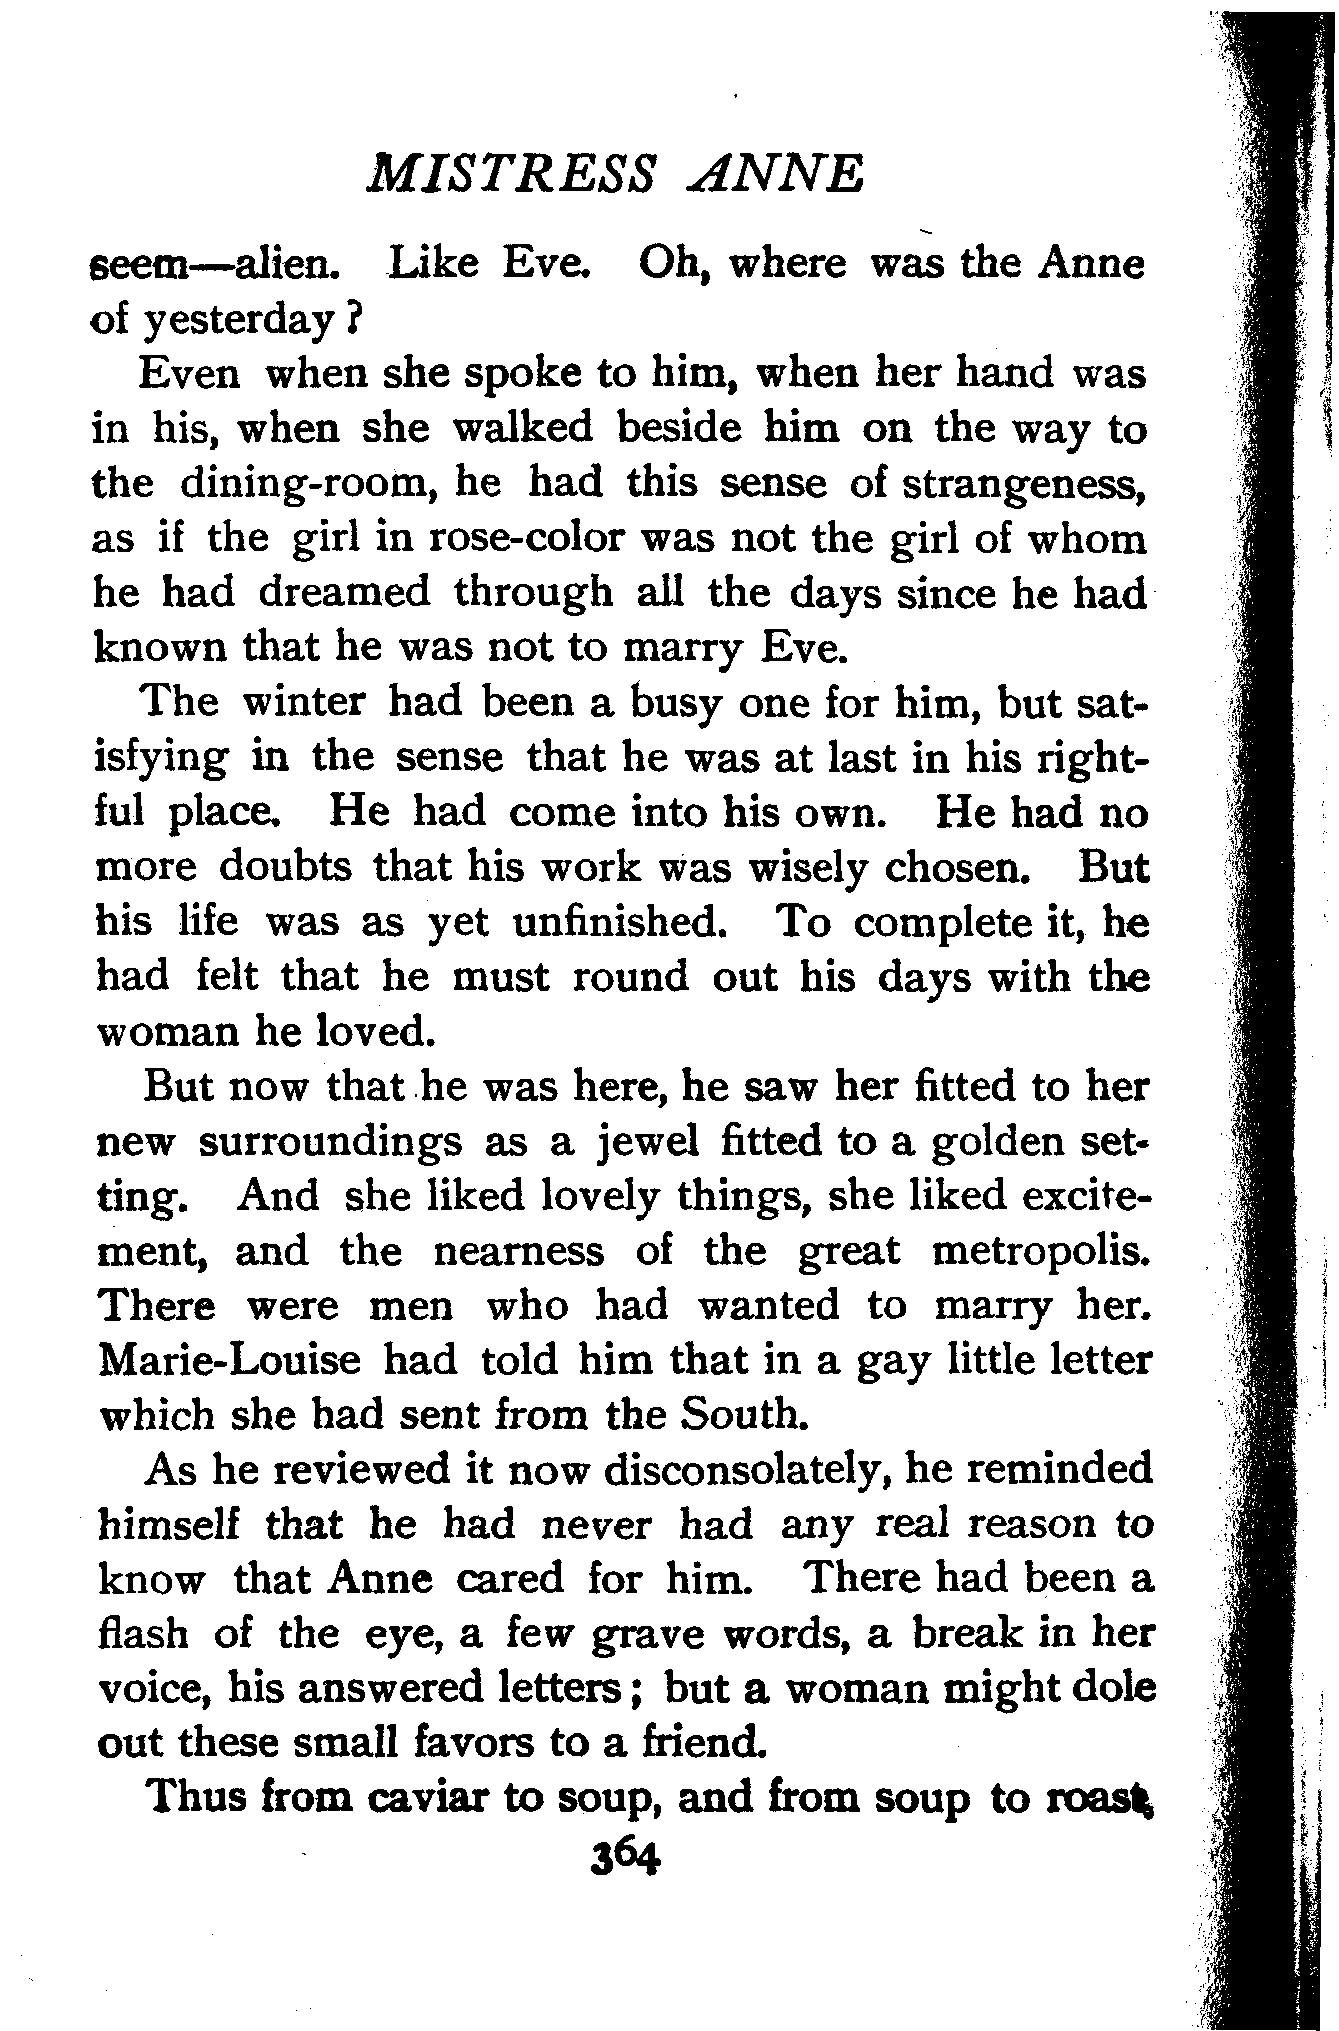 MISTRESS ANNE
seem—alien. Like Eve. Oh, where was the Anne
of yesterday?
Even when she spoke to him, when her hand was
in his, when she walked beside him on the way to
the dining-room, he had this sense of strangeness,
as if the girl in rose-color was not the girl of whom
he had dreamed through all the days since he had
known that he was not to marry Eve.
The winter had been a busy one for him, but sat-
isfying in the sense that he was at last in his right-
ful place. He had come into his own. He had no
more doubts that his work was wisely chosen. But
his life was as yet unfinished. To complete it, he
had felt that he must round out his days with the
woman he loved.
But now that he was here, he saw her fitted to her
new surroundings as a jewel fitted to a golden set-
ting. And she liked lovely things, she liked excite-
ment, and the nearness of the great metropolis.
There were men who had wanted to marry her.
Marie-Louise had told him that in a gay little letter
which she had sent from the South.
As he reviewed it now disconsolately, he reminded
himself that he had never had any real reason to
know that Anne cared for him. There had been a
flash of the eye, a few grave words, a break in her
voice, his answered letters; but a woman might dole
out these small favors to a friend.
Thus from caviar to soup, and from soup to roast,
364